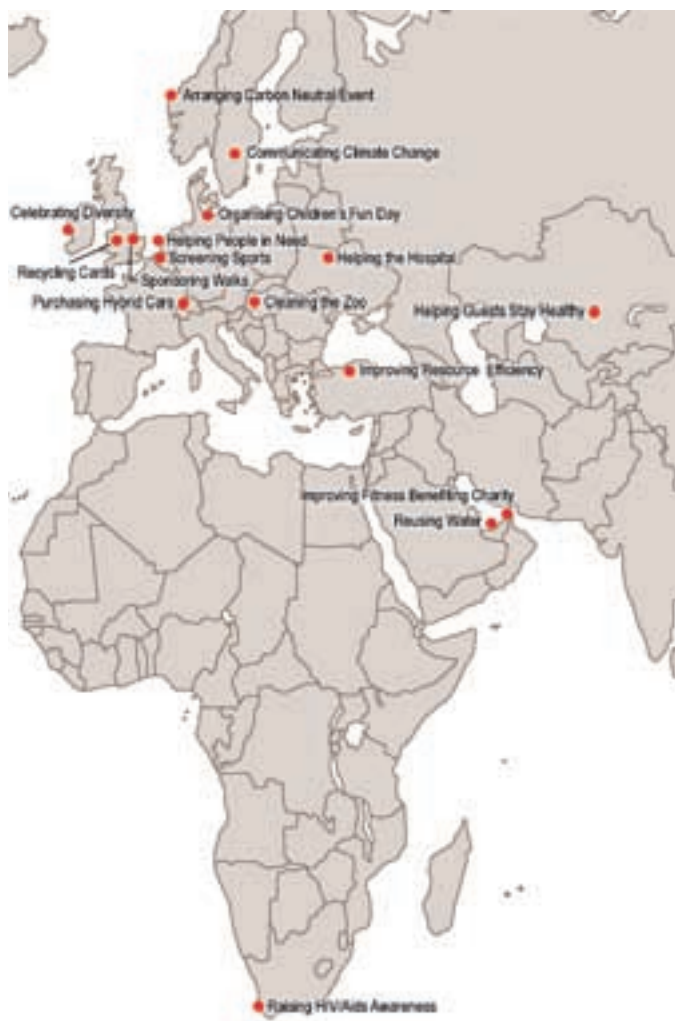 Arranging Carbon Neutral Event
Communicating Climate Change
Celebrating Diversity
Organising Children's Fun Day
Helping People in Need
Screening Sports
Helping the Hospital
Recycling Cards
Sponsoring Walks
Purchasing Hybrid Cars
Cleaning the Zoo
Helping Guests Stay Healthy
Improving Resource Efficiency
Improving Fitness Benefiting Charity
Reusing Water
Raising HIV/Aids Awareness